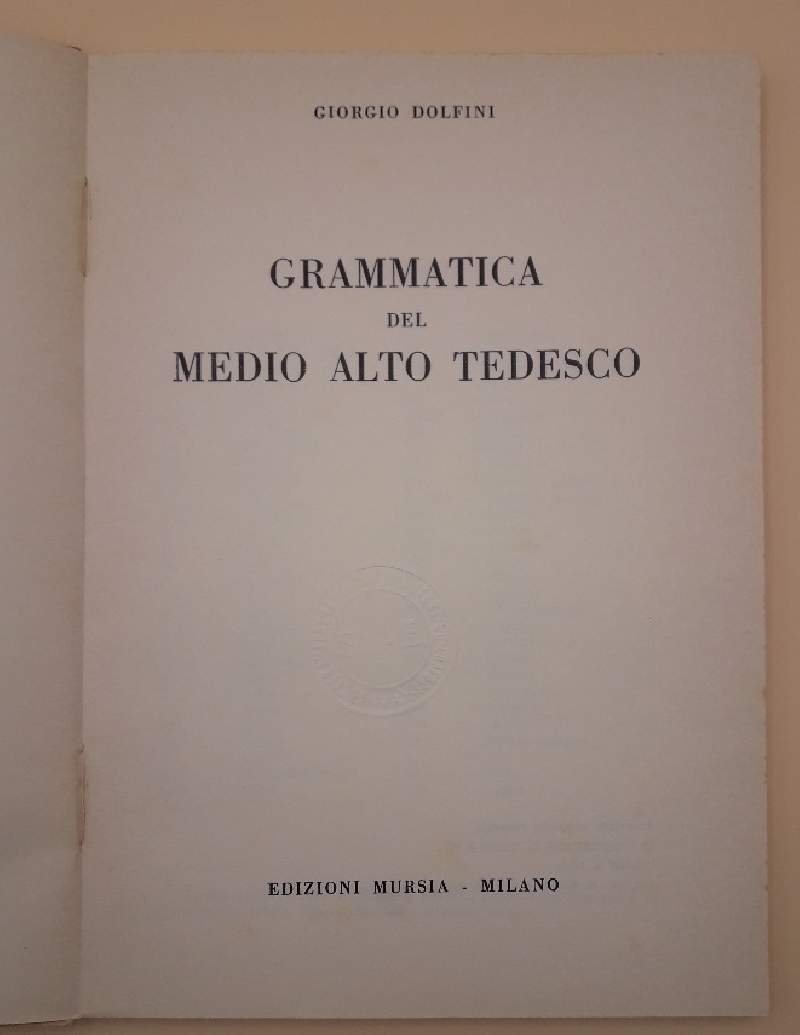 GIORGIO DOLFINI
GRAMMATICA
DEL
MEDIO ALTO TEDESCO
EDIZIONI MURSIA - MILANO